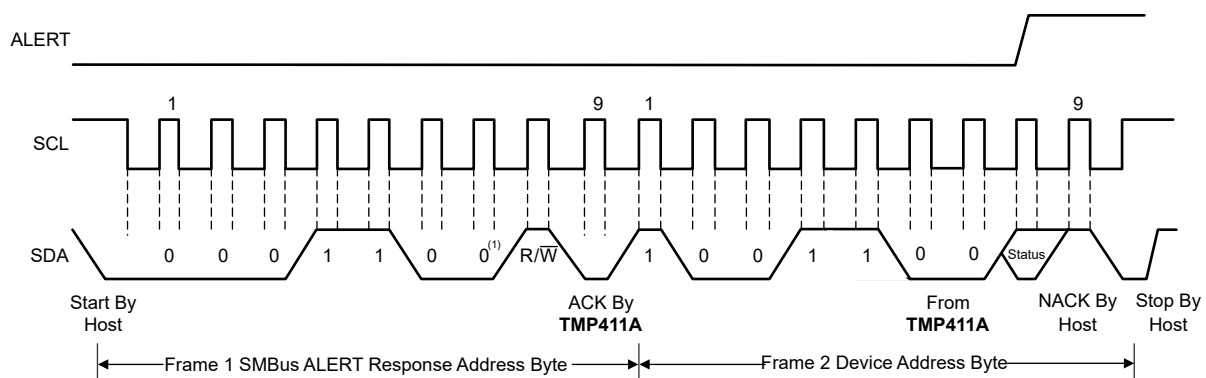 ALERT
1 9 1 9
SCL
SDA
0 0 0 1 1 0 0(1) R/W̅ 1 0 0 1 1 0 0 Status
Start By
Host
ACK By
TMP411A
From
TMP411A
NACK By
Host
Stop By
Host
Frame 1 SMBus ALERT Response Address Byte
Frame 2 Device Address Byte